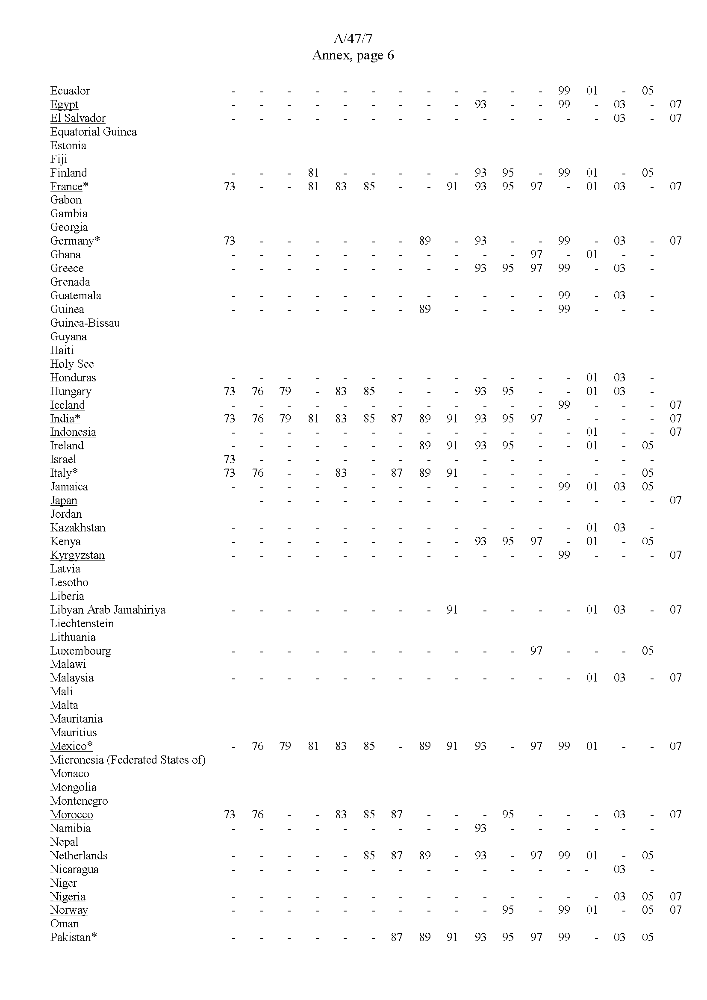 A/47/7
Annex, page 6
Ecuador - - - - - - - - - - - - 99 01 - 05
Egypt - - - - - - - - - 93 - - 99 - 03 - 07
El Salvador - - - - - - - - - - - - - - 03 - 07
Equatorial Guinea
Estonia
Fiji
Finland - - - 81 - - - - - 93 95 - 99 01 - 05
France* 73 - - 81 83 85 - - 91 93 95 97 - 01 03 - 07
Gabon
Gambia
Georgia
Germany* 73 - - - - - - 89 - 93 - - 99 - 03 - 07
Ghana - - - - - - - - - - - 97 - 01 - -
Greece - - - - - - - - - 93 95 97 99 - 03 -
Grenada
Guatemala - - - - - - - - - - - - 99 - 03 -
Guinea - - - - - - - 89 - - - - 99 - - -
Guinea-Bissau
Guyana
Haiti
Holy See
Honduras - - - - - - - - - - - - - 01 03 -
Hungary 73 76 79 - 83 85 - - - 93 95 - - 01 03 -
Iceland - - - - - - - - - - - - 99 - - - 07
India* 73 76 79 81 83 85 87 89 91 93 95 97 - - - - 07
Indonesia - - - - - - - - - - - - - 01 - - 07
Ireland - - - - - - - 89 91 93 95 - - 01 - 05
Israel 73 - - - - - - - - - - - - - -
Italy* 73 76 - - 83 - 87 89 91 - - - - - - 05
Jamaica - - - - - - - - - - - - 99 01 03 05
Japan - - - - - - - - - - - - - - - 07
Jordan
Kazakhstan - - - - - - - - - - - - - 01 03 -
Kenya - - - - - - - - - 93 95 97 - 01 - 05
Kyrgyzstan - - - - - - - - - - - - 99 - - - 07
Latvia
Lesotho
Liberia
Libyan Arab Jamahiriya - - - - - - - - 91 - - - - 01 03 - 07
Liechtenstein
Lithuania
Luxembourg - - - - - - - - - - - 97 - - - 05
Malawi
Malaysia - - - - - - - - - - - - - 01 03 - 07
Mali
Malta
Mauritania
Mauritius
Mexico* - 76 79 81 83 85 - 89 91 93 - 97 99 01 - - 07
Micronesia (Federated States of)
Monaco
Mongolia
Montenegro
Morocco 73 76 - - 83 85 87 - - - 95 - - - 03 - 07
Namibia - - - - - - - - - 93 - - - - - -
Nepal
Netherlands - - - - - 85 87 89 - 93 - 97 99 01 - 05
Nicaragua - - - - - - - - - - - - - - 03 -
Niger
Nigeria - - - - - - - - - - - - - - 03 05 07
Norway - - - - - - - - - - 95 - 99 01 - 05 07
Oman
Pakistan* - - - - - - 87 89 91 93 95 97 99 - 03 05